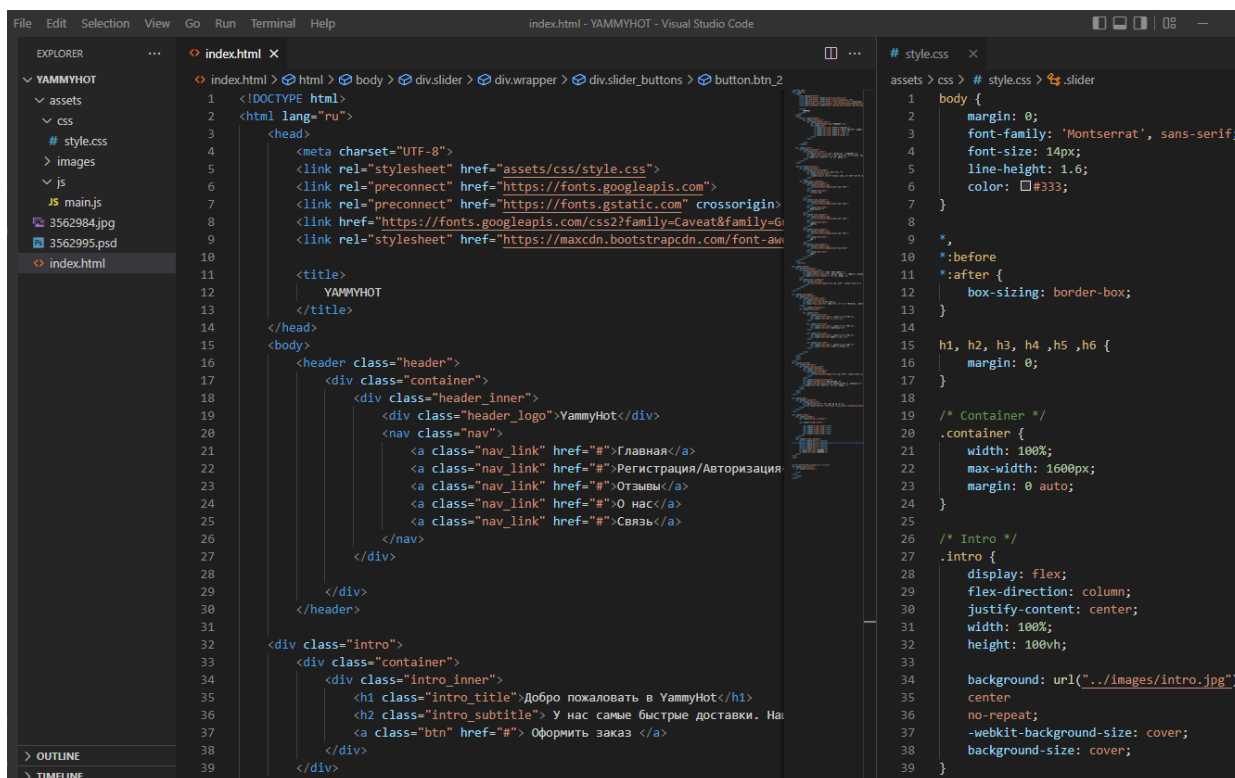 File Edit Selection View Go Run Terminal Help index.html - YAMMYHOT - Visual Studio Code
EXPLORER ...
YAMMYHOT
assets
css
# style.css
images
js
JS main.js
3562984.jpg
Ps 3562995.psd
<> index.html
OUTLINE
TIMELINE
<> index.html ×
<> index.html > html > body > div.slider > div.wrapper > div.slider_buttons > button.btn_2
1 <!DOCTYPE html>
2 <html lang="ru">
3 <head>
4 <meta charset="UTF-8">
5 <link rel="stylesheet" href="assets/css/style.css">
6 <link rel="preconnect" href="https://fonts.googleapis.com">
7 <link rel="preconnect" href="https://fonts.gstatic.com" crossorigin>
8 <link href="https://fonts.googleapis.com/css2?family=Caveat&family=G
9 <link rel="stylesheet" href="https://maxcdn.bootstrapcdn.com/font-aw
10
11 <title>
12 YAMMYHOT
13 </title>
14 </head>
15 <body>
16 <header class="header">
17 <div class="container">
18 <div class="header_inner">
19 <div class="header_logo">YammyHot</div>
20 <nav class="nav">
21 <a class="nav_link" href="#">Главная</a>
22 <a class="nav_link" href="#">Регистрация/Авторизация
23 <a class="nav_link" href="#">Отзывы</a>
24 <a class="nav_link" href="#">О нас</a>
25 <a class="nav_link" href="#">Связь</a>
26 </nav>
27 </div>
28
29 </div>
30 </header>
31
32 <div class="intro">
33 <div class="container">
34 <div class="intro_inner">
35 <h1 class="intro_title">Добро пожаловать в YammyHot</h1>
36 <h2 class="intro_subtitle"> У нас самые быстрые доставки.
37 <a class="btn" href="#"> Оформить заказ </a>
38 </div>
39 </div>
# style.css ×
assets > css > # style.css > .slider
1 body {
2 margin: 0;
3 font-family: 'Montserrat', sans-serif;
4 font-size: 14px;
5 line-height: 1.6;
6 color: #333;
7 }
8
9 *,
10 *:before
11 *:after {
12 box-sizing: border-box;
13 }
14
15 h1, h2, h3, h4 ,h5 ,h6 {
16 margin: 0;
17 }
18
19 /* Container */
20 .container {
21 width: 100%;
22 max-width: 1600px;
23 margin: 0 auto;
24 }
25
26 /* Intro */
27 .intro {
28 display: flex;
29 flex-direction: column;
30 justify-content: center;
31 width: 100%;
32 height: 100vh;
33
34 background: url("../images/intro.jpg")
35 center
36 no-repeat;
37 -webkit-background-size: cover;
38 background-size: cover;
39 }